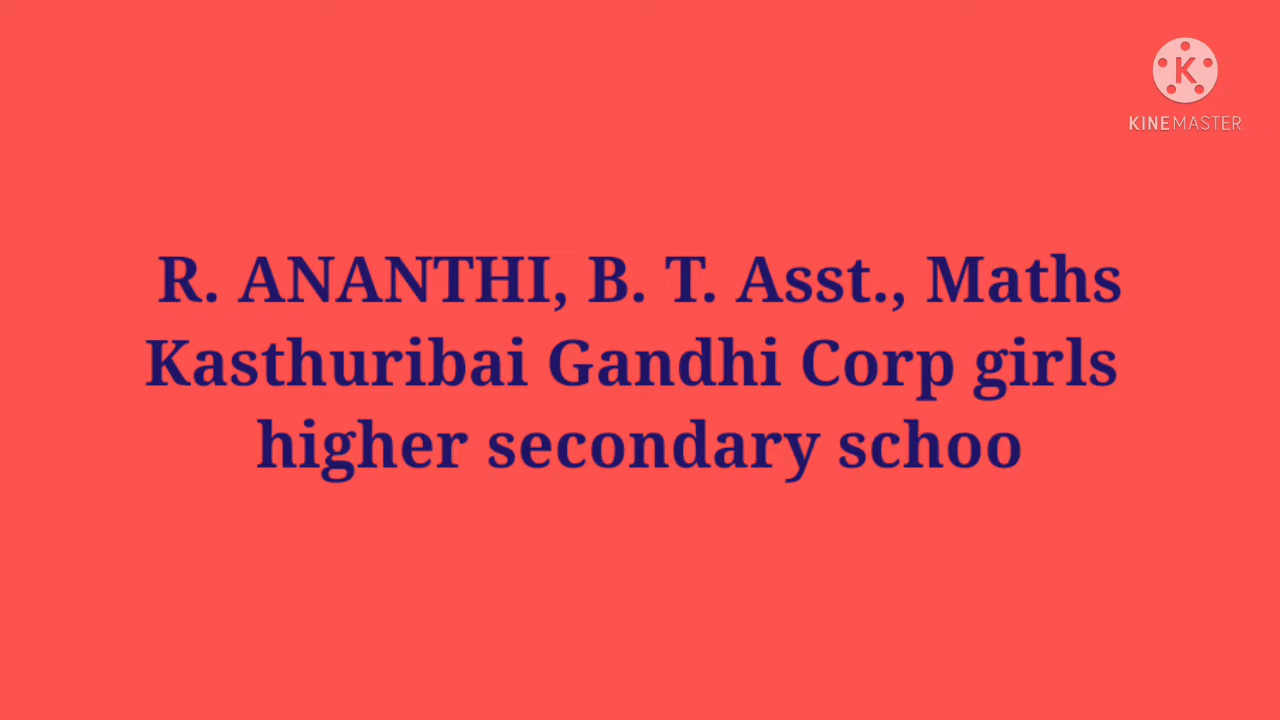 KINEMASTER
R. ANANTHI, B. T. Asst., Maths
Kasthuribai Gandhi Corp girls
higher secondary schoo